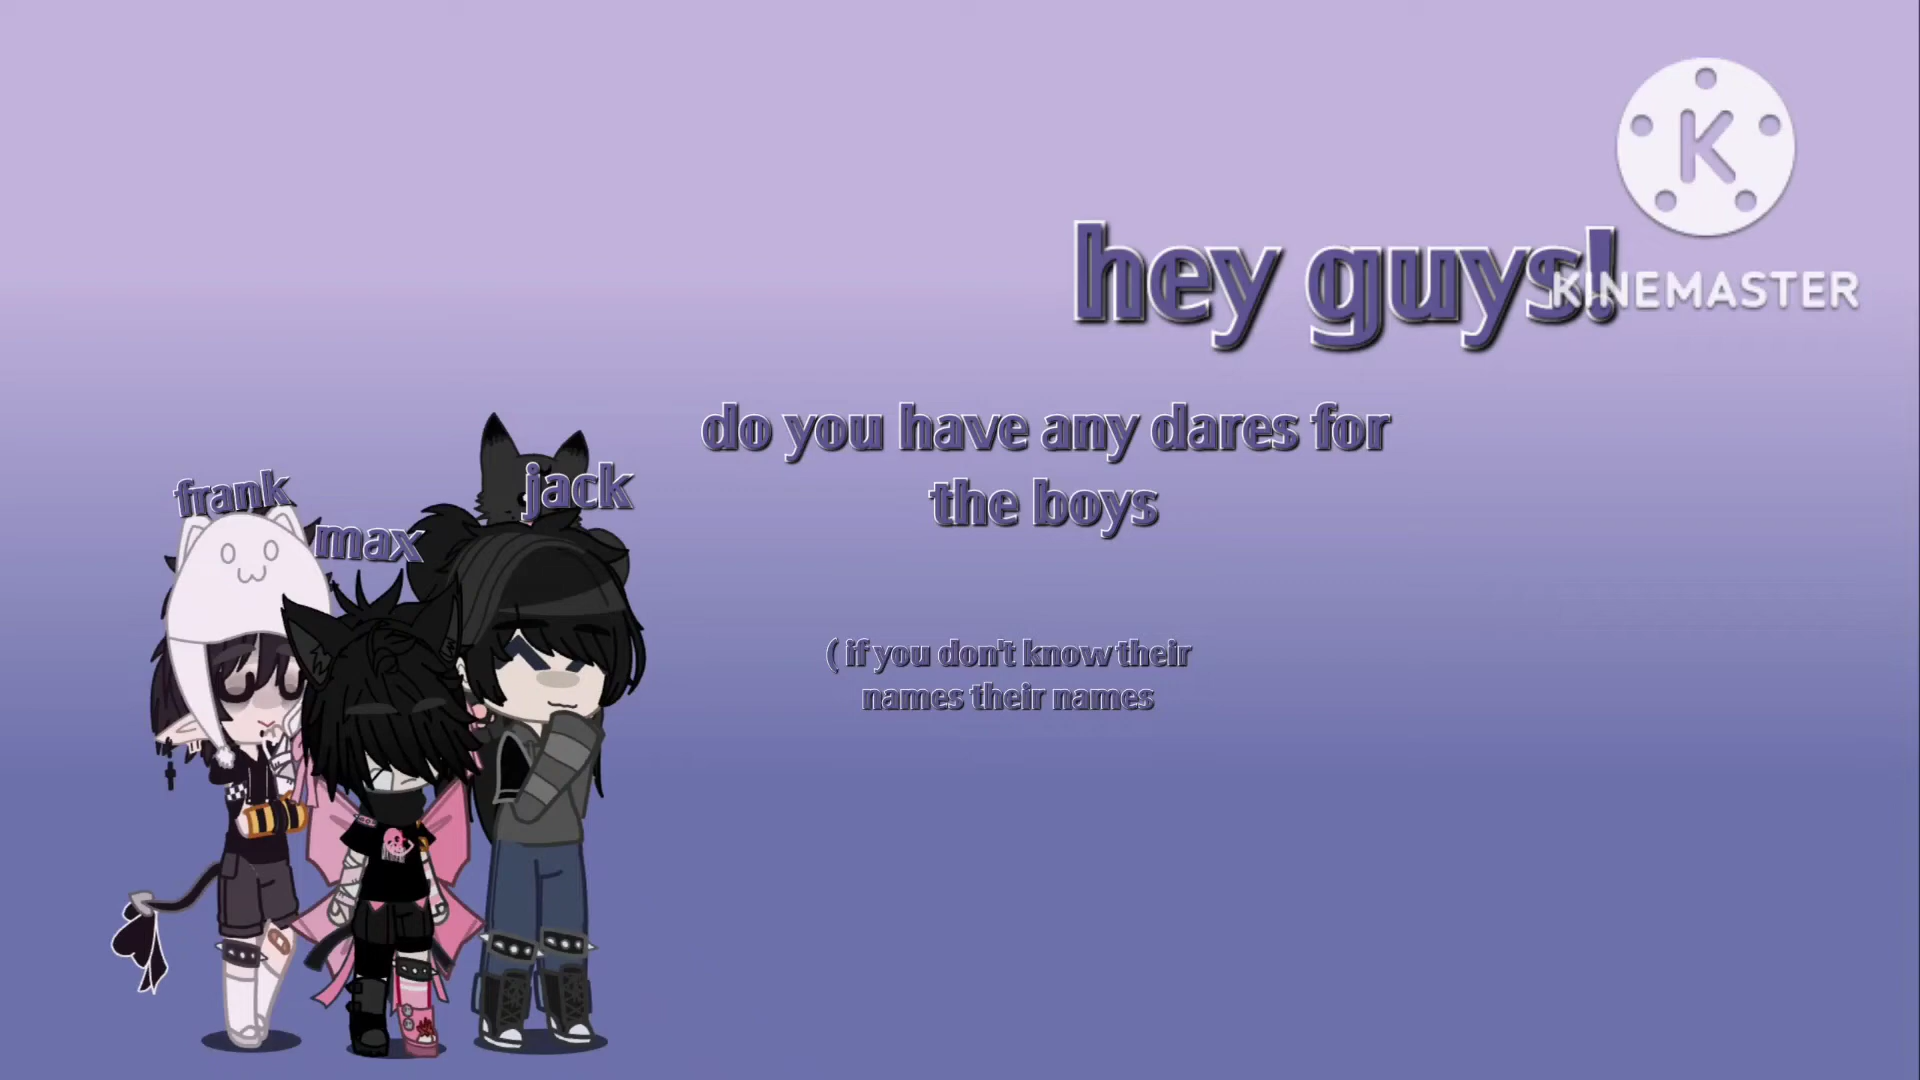 K
KINEMASTER
hey guys!
do you have any dares for
the boys
frank
jack
max
( if you don't know their
names their names